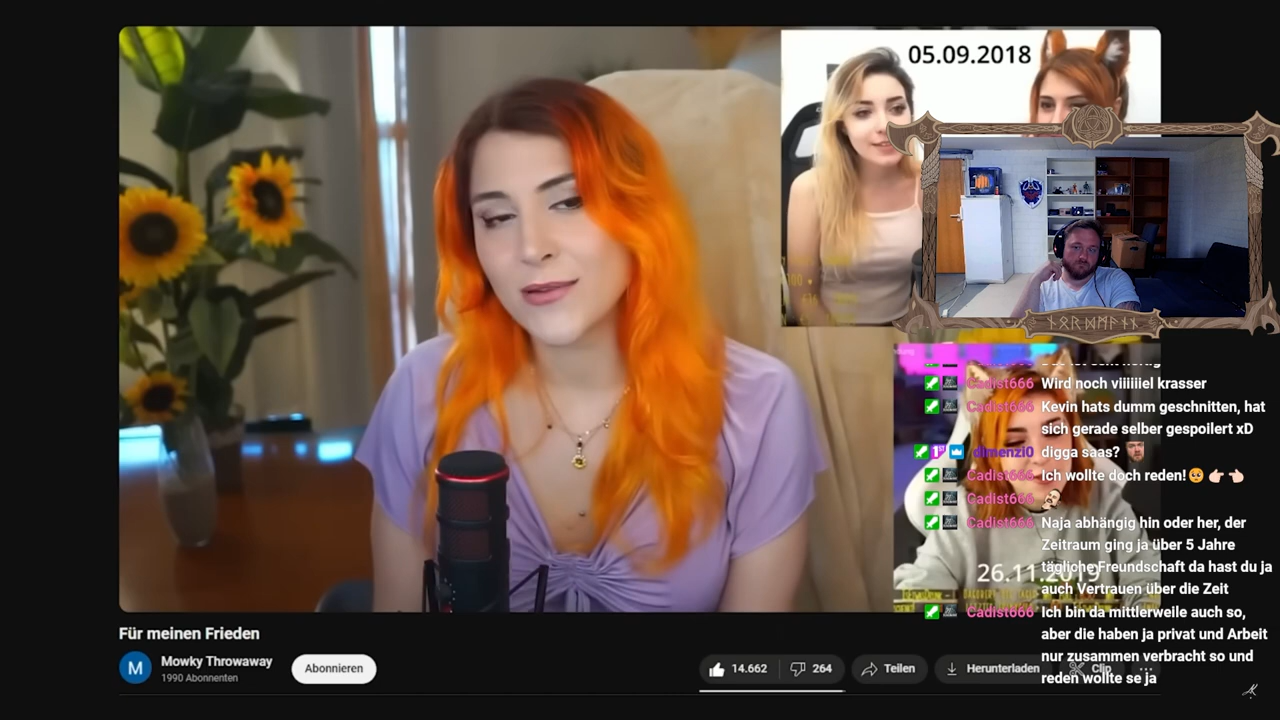 05.09.2018
ᚾᛟᚱᛞᛗᚨᚾᚾ
Cadist666 Wird noch viiiiiel krasser
Cadist666 Kevin hats dumm geschnitten, hat
sich gerade selber gespoilert xD
dimenzi0 digga saas?
Cadist666 Ich wollte doch reden!🥺 👉🏻 👈🏻
Cadist666
Cadist666 Naja abhängig hin oder her, der
Zeitraum ging ja über 5 Jahre
tägliche Freundschaft da hast du ja
auch Vertrauen über die Zeit
26.11.2019
Cadist666 Ich bin da mittlerweile auch so,
aber die haben ja privat und Arbeit
nur zusammen verbracht so und
reden wollte se ja
Für meinen Frieden
M
Mowky Throwaway
1990 Abonnenten
Abonnieren
14.662
264
Teilen
Herunterladen
Clip